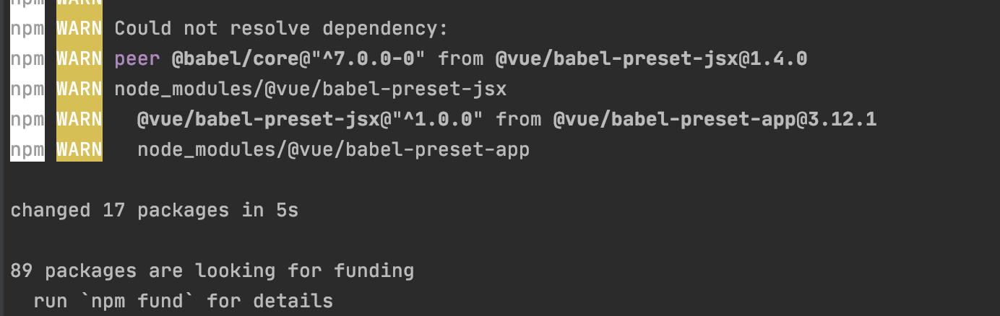 npm WARN
npm WARN Could not resolve dependency:
npm WARN peer @babel/core@"^7.0.0-0" from @vue/babel-preset-jsx@1.4.0
npm WARN node_modules/@vue/babel-preset-jsx
npm WARN   @vue/babel-preset-jsx@"^1.0.0" from @vue/babel-preset-app@3.12.1
npm WARN   node_modules/@vue/babel-preset-app
changed 17 packages in 5s
89 packages are looking for funding
  run `npm fund` for details